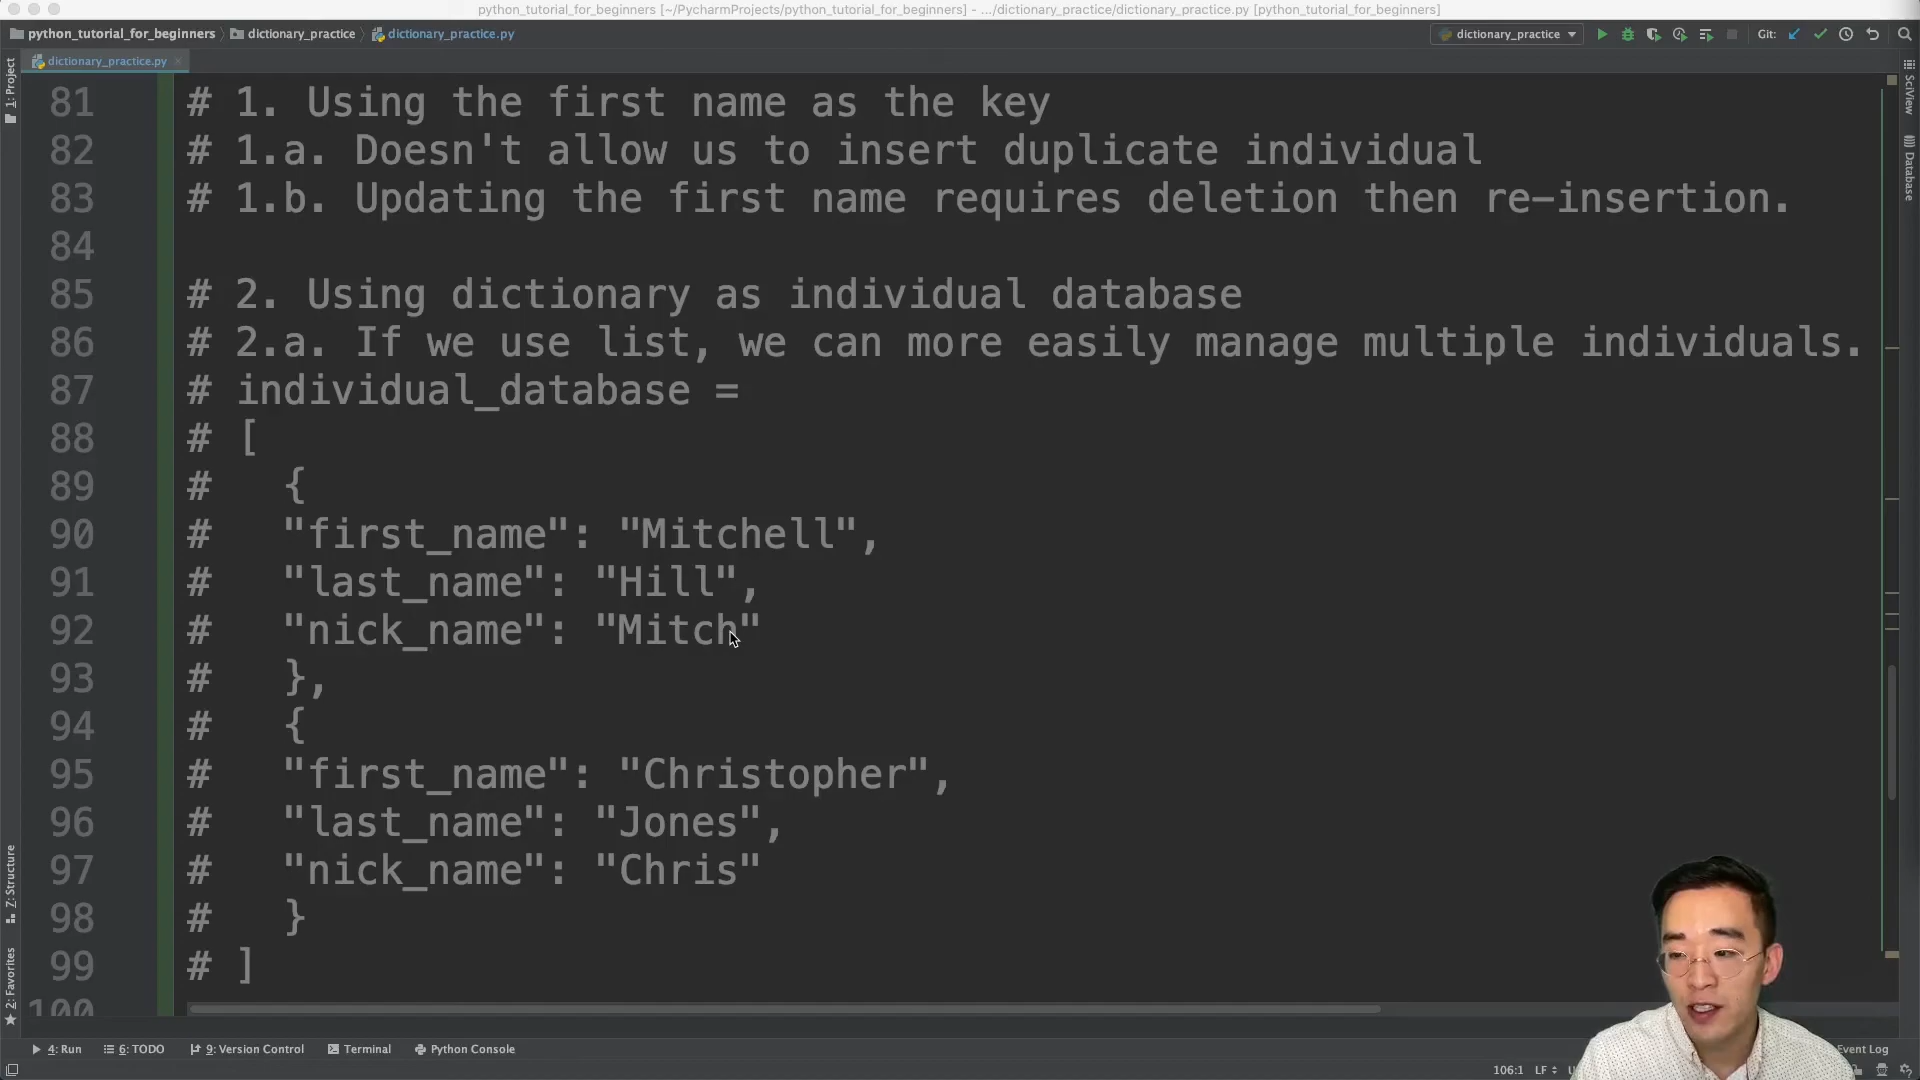 python_tutorial_for_beginners [~/PycharmProjects/python_tutorial_for_beginners] - .../dictionary_practice/dictionary_practice.py [python_tutorial_for_beginners]
python_tutorial_for_beginners dictionary_practice dictionary_practice.py dictionary_practice Git:
dictionary_practice.py
1: Project
SciView
Database
81 # 1. Using the first name as the key
82 # 1.a. Doesn't allow us to insert duplicate individual
83 # 1.b. Updating the first name requires deletion then re-insertion.
84
85 # 2. Using dictionary as individual database
86 # 2.a. If we use list, we can more easily manage multiple individuals.
87 # individual_database =
88 # [
89 # {
90 # "first_name": "Mitchell",
91 # "last_name": "Hill",
92 # "nick_name": "Mitch"
93 # },
94 # {
95 # "first_name": "Christopher",
96 # "last_name": "Jones",
97 # "nick_name": "Chris"
98 # }
99 # ]
100
Z: Structure
2: Favorites
4: Run 6: TODO 9: Version Control Terminal Python Console Event Log
106:1 LF